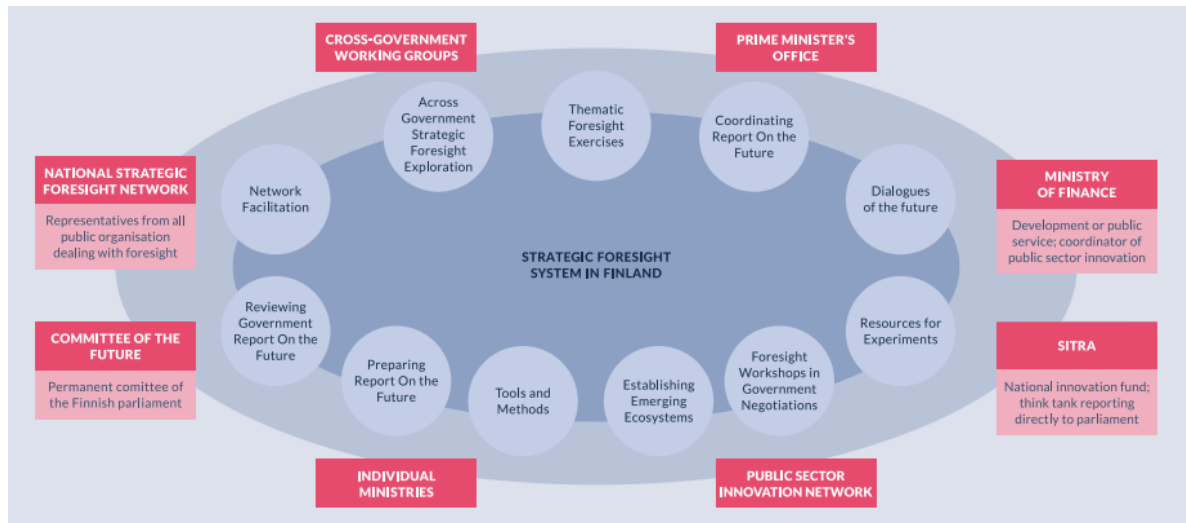 CROSS-GOVERNMENT
WORKING GROUPS
PRIME MINISTER'S
OFFICE
Across
Government
Strategic
Foresight
Exploration
Thematic
Foresight
Exercises
Coordinating
Report On the
Future
NATIONAL STRATEGIC
FORESIGHT NETWORK
Representatives from all
public organisation
dealing with foresight
Network
Facilitation
Dialogues
of the future
MINISTRY
OF FINANCE
Development or public
service; coordinator of
public sector innovation
STRATEGIC FORESIGHT
SYSTEM IN FINLAND
COMMITTEE OF THE
FUTURE
Permanent comittee of
the Finnish parliament
Reviewing
Government
Report On the
Future
Preparing
Report On the
Future
Tools and
Methods
Establishing
Emerging
Ecosystems
Foresight
Workshops in
Government
Negotiations
Resources for
Experiments
SITRA
National innovation fund;
think tank reporting
directly to parliament
INDIVIDUAL
MINISTRIES
PUBLIC SECTOR
INNOVATION NETWORK